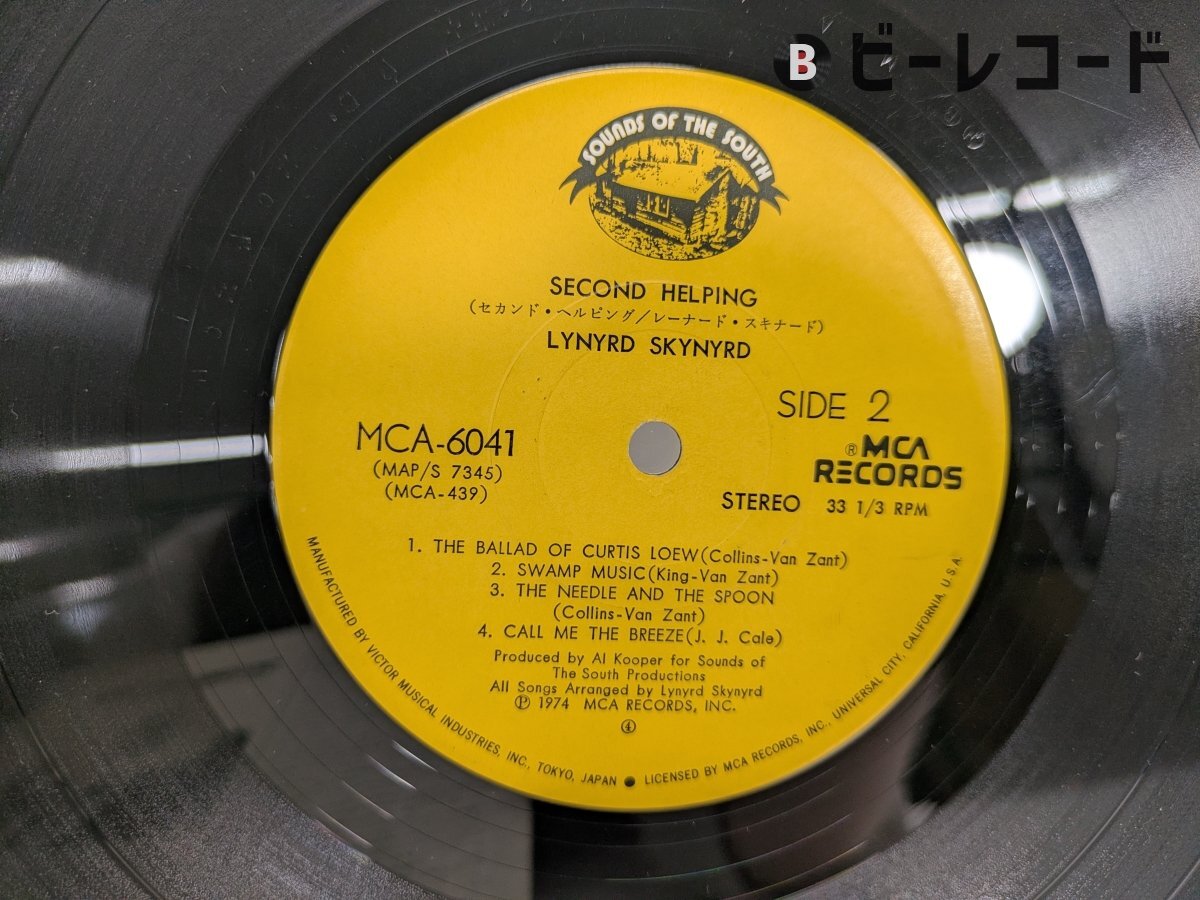 B ビーレコード
SOUNDS OF THE SOUTH
SECOND HELPING
(セカンド・ヘルピング/レーナード・スキナード)
LYNYRD SKYNYRD
SIDE 2
MCA-6041
(MAP/S 7345)
(MCA-439)
® MCA
RECORDS
STEREO 33 1/3 RPM
1. THE BALLAD OF CURTIS LOEW(Collins-Van Zant)
2. SWAMP MUSIC(King-Van Zant)
3. THE NEEDLE AND THE SPOON
(Collins-Van Zant)
4. CALL ME THE BREEZE(J. J. Cale)
Produced by Al Kooper for Sounds of
The South Productions
All Songs Arranged by Lynyrd Skynyrd
Ⓟ 1974 MCA RECORDS, INC.
④
MANUFACTURED BY VICTOR MUSICAL INDUSTRIES, INC., TOKYO, JAPAN ● LICENSED BY MCA RECORDS, INC., UNIVERSAL CITY, CALIFORNIA, U.S.A.